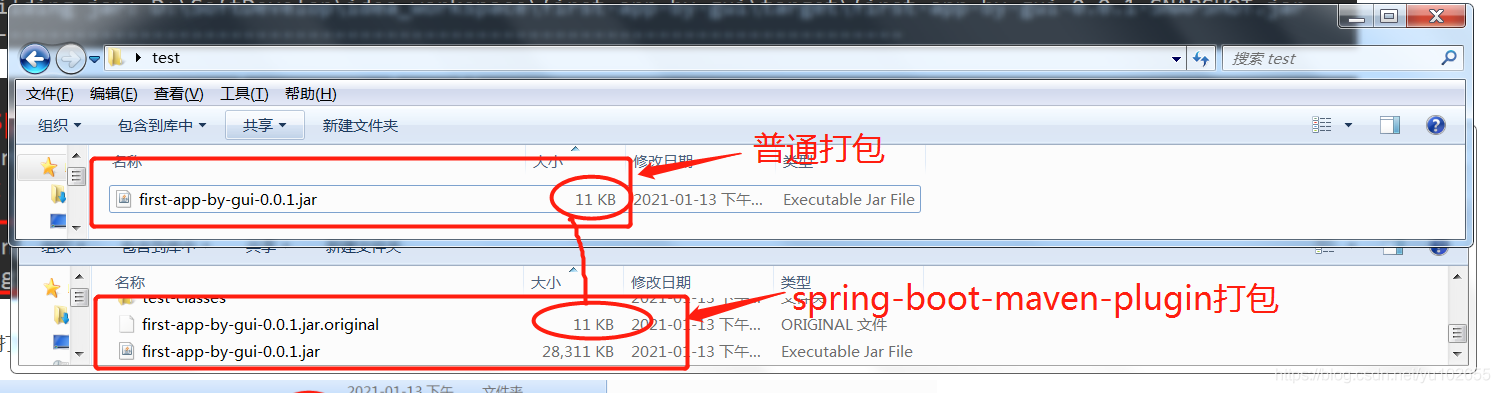 test
搜索 test
文件(F) 编辑(E) 查看(V) 工具(T) 帮助(H)
组织 包含到库中 共享 新建文件夹
普通打包
名称 大小 修改日期 类型
first-app-by-gui-0.0.1.jar 11 KB 2021-01-13 下午... Executable Jar File
组织 包含到库中 共享 新建文件夹
名称 大小 修改日期 类型
test-classes 2021-01-13 下午... 文件夹
spring-boot-maven-plugin打包
first-app-by-gui-0.0.1.jar.original 11 KB 2021-01-13 下午... ORIGINAL 文件
first-app-by-gui-0.0.1.jar 28,311 KB 2021-01-13 下午... Executable Jar File
2021-01-13 下午... 文件夹